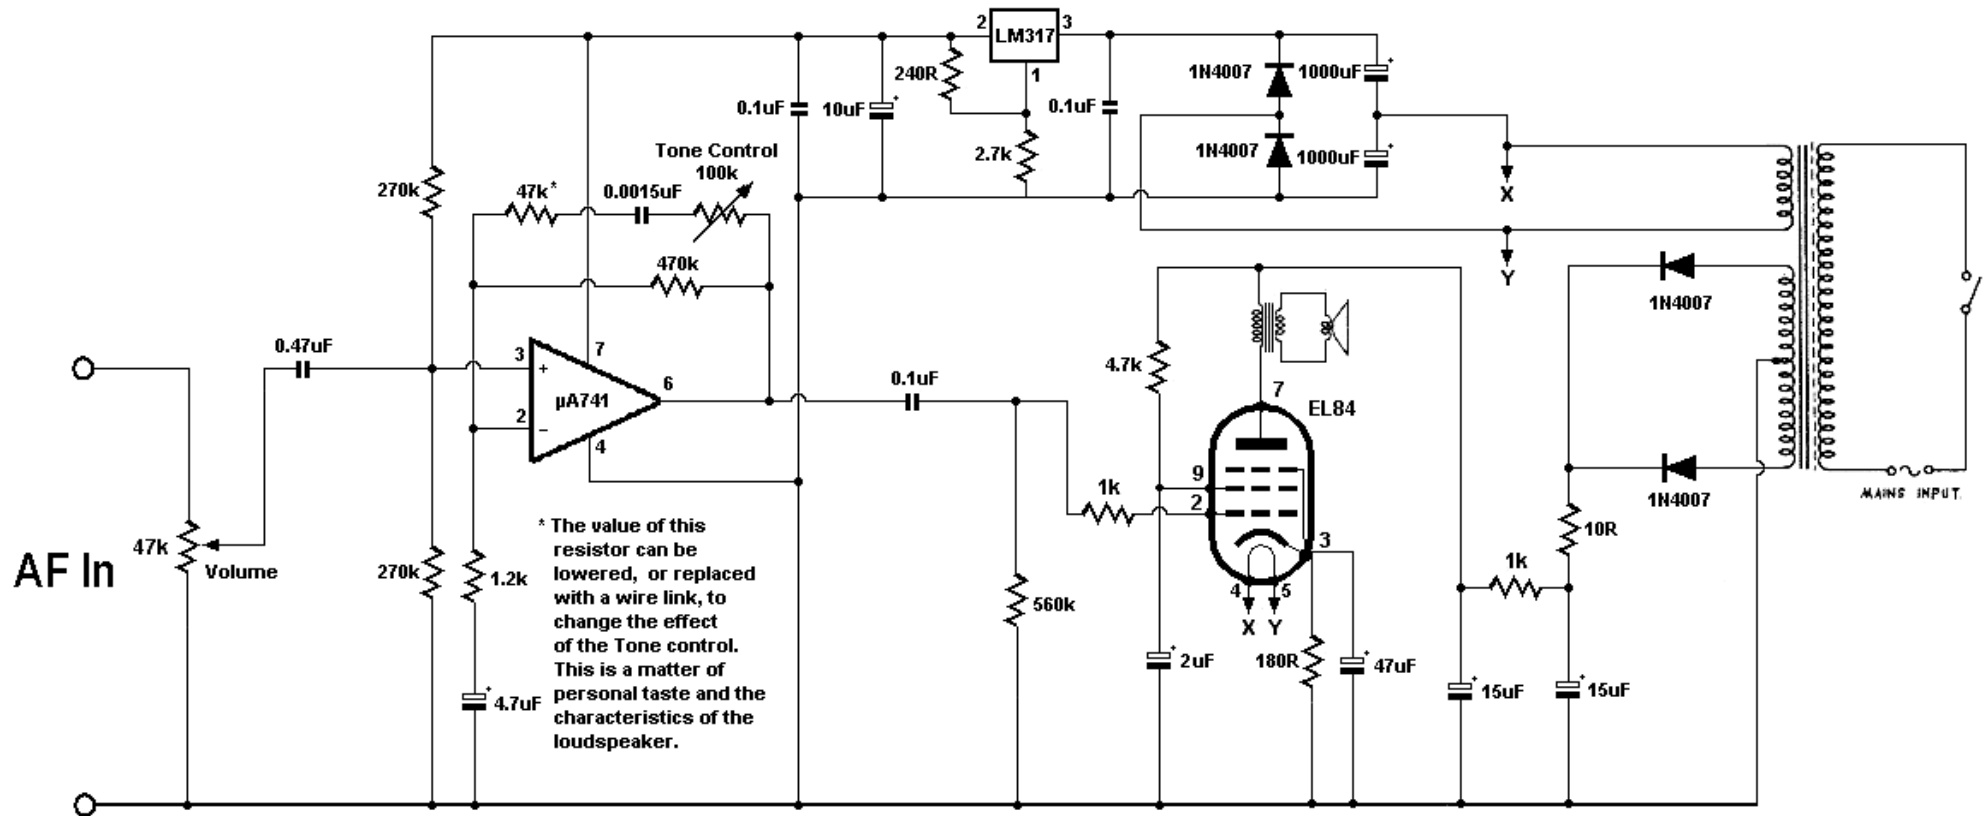 2
LM317
3
1
240R
0.1uF
10uF
+
0.1uF
2.7k
1N4007
1000uF
+
1N4007
1000uF
+
X
Y
Tone Control
100k
270k
47k*
0.0015uF
470k
0.47uF
3
+
7
µA741
6
2
−
4
0.1uF
4.7k
7
EL84
9
2
1k
3
4
5
X
Y
1N4007
1N4007
MAINS INPUT.
10R
1k
AF In
47k
Volume
270k
1.2k
+
4.7uF
* The value of this
resistor can be
lowered, or replaced
with a wire link, to
change the effect
of the Tone control.
This is a matter of
personal taste and the
characteristics of the
loudspeaker.
560k
+
2uF
180R
+
47uF
+
15uF
+
15uF